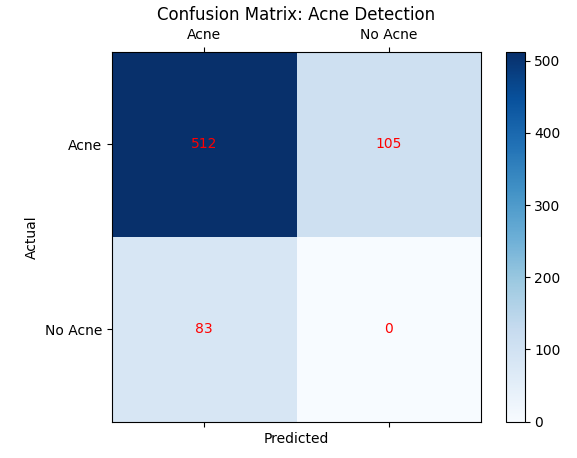 Confusion Matrix: Acne Detection
Acne No Acne
500
Acne 512 105
400
300
Actual
200
No Acne 83 0
100
0
Predicted